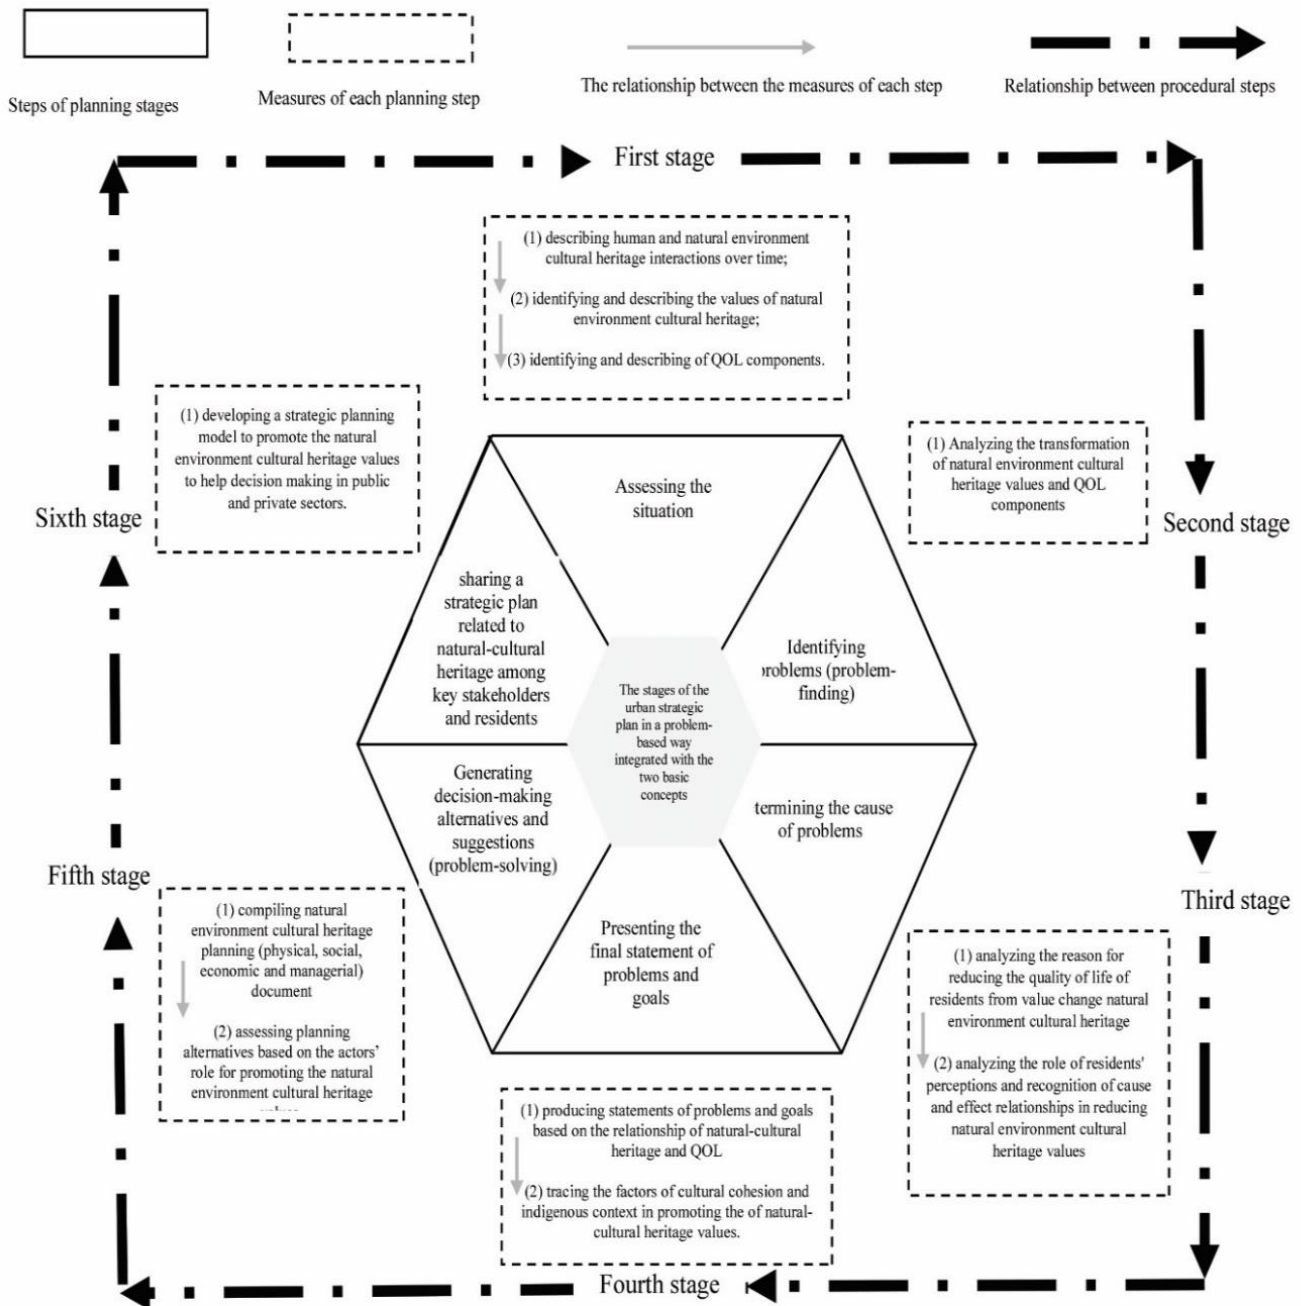 Steps of planning stages
Measures of each planning step
The relationship between the measures of each step
Relationship between procedural steps
First stage
(1) describing human and natural environment
cultural heritage interactions over time;
(2) identifying and describing the values of natural
environment cultural heritage;
(3) identifying and describing of QOL components.
(1) developing a strategic planning
model to promote the natural
environment cultural heritage values
to help decision making in public
and private sectors.
(1) Analyzing the transformation
of natural environment cultural
heritage values and QOL
components
Sixth stage
Second stage
Assessing the
situation
sharing a
strategic plan
related to
natural-cultural
heritage among
key stakeholders
and residents
Identifying
roblems (problem-
finding)
The stages of the
urban strategic
plan in a problem-
based way
integrated with the
two basic
concepts
Generating
decision-making
alternatives and
suggestions
(problem-solving)
termining the cause
of problems
Presenting the
final statement of
problems and
goals
Fifth stage
Third stage
(1) compiling natural
environment cultural heritage
planning (physical, social,
economic and managerial)
document
(2) assessing planning
alternatives based on the actors'
role for promoting the natural
environment cultural heritage
(1) analyzing the reason for
reducing the quality of life of
residents from value change natural
environment cultural heritage
(2) analyzing the role of residents'
perceptions and recognition of cause
and effect relationships in reducing
natural environment cultural
heritage values
(1) producing statements of problems and goals
based on the relationship of natural-cultural
heritage and QOL
(2) tracing the factors of cultural cohesion and
indigenous context in promoting the of natural-
cultural heritage values.
Fourth stage